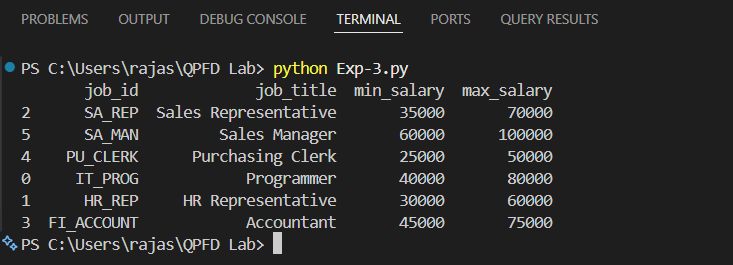 PROBLEMS OUTPUT DEBUG CONSOLE TERMINAL PORTS QUERY RESULTS
PS C:\Users\rajas\QPFD Lab> python Exp-3.py
job_id job_title min_salary max_salary
2 SA_REP Sales Representative 35000 70000
5 SA_MAN Sales Manager 60000 100000
4 PU_CLERK Purchasing Clerk 25000 50000
0 IT_PROG Programmer 40000 80000
1 HR_REP HR Representative 30000 60000
3 FI_ACCOUNT Accountant 45000 75000
PS C:\Users\rajas\QPFD Lab>